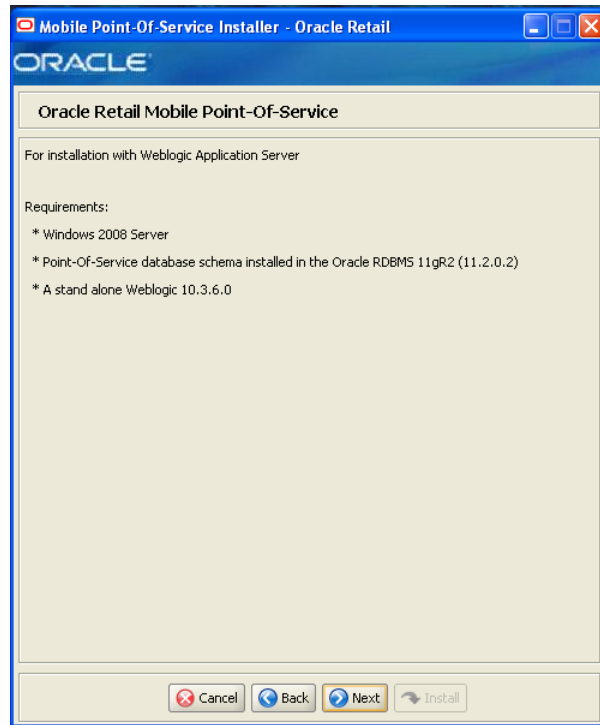 Mobile Point-Of-Service Installer - Oracle Retail
ORACLE
Oracle Retail Mobile Point-Of-Service
For installation with Weblogic Application Server
Requirements:
* Windows 2008 Server
* Point-Of-Service database schema installed in the Oracle RDBMS 11gR2 (11.2.0.2)
* A stand alone Weblogic 10.3.6.0
Cancel Back Next Install